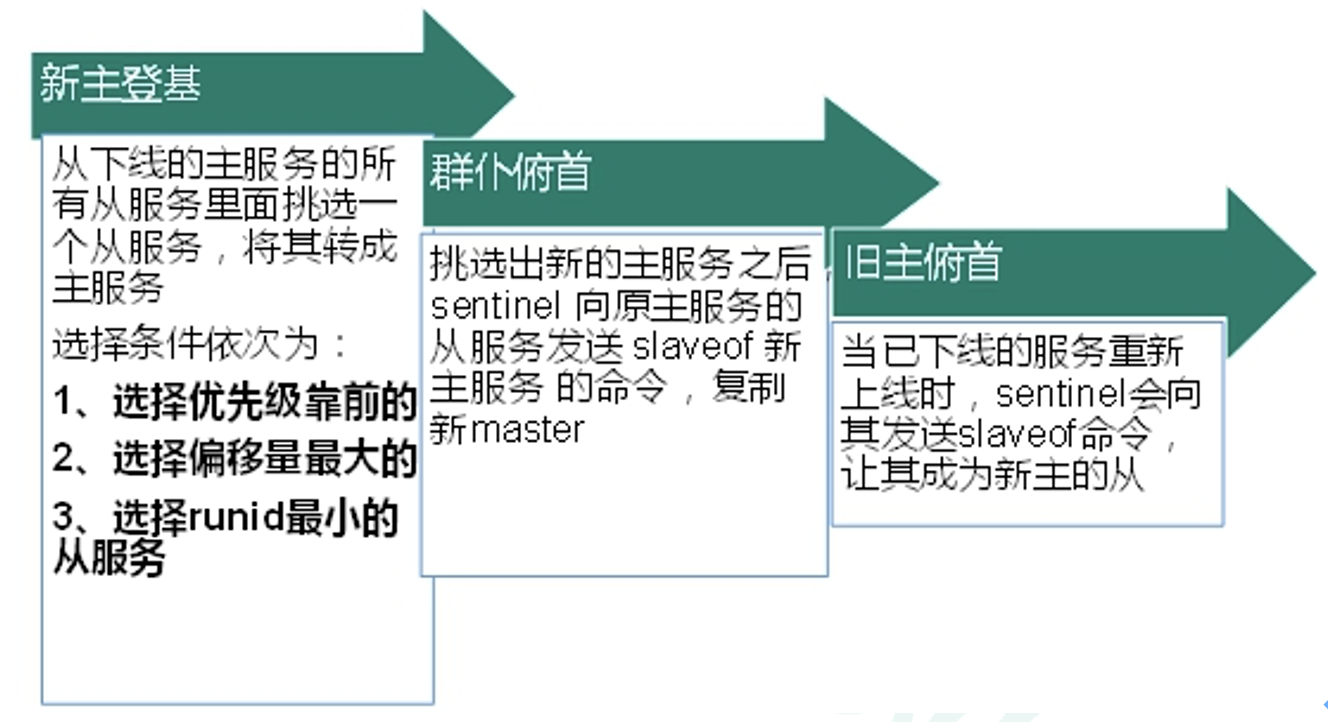 新主登基
从下线的主服务的所
有从服务里面挑选一
个从服务，将其转成
主服务
选择条件依次为：
1、选择优先级靠前的
2、选择偏移量最大的
3、选择runid最小的
从服务
群仆俯首
挑选出新的主服务之后，
sentinel 向原主服务的
从服务发送 slaveof 新
主服务 的命令，复制
新master
旧主俯首
当已下线的服务重新
上线时，sentinel会向
其发送slaveof命令，
让其成为新主的从